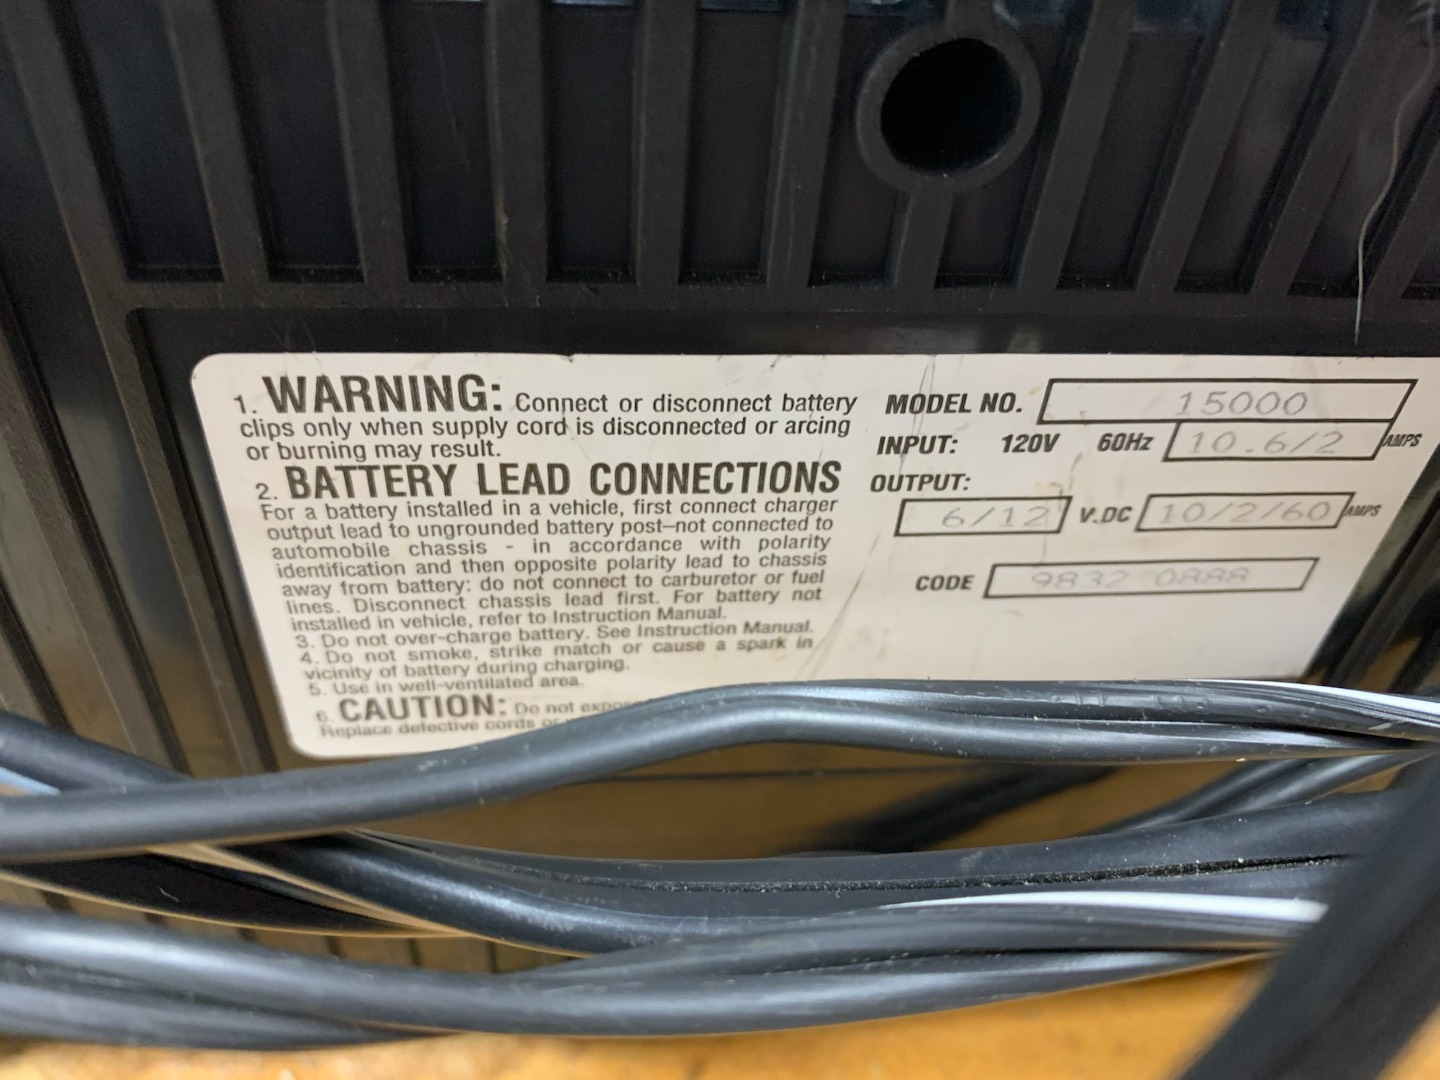 1. WARNING: Connect or disconnect battery
clips only when supply cord is disconnected or arcing
or burning may result.
2. BATTERY LEAD CONNECTIONS
For a battery installed in a vehicle, first connect charger
output lead to ungrounded battery post—not connected to
automobile chassis - in accordance with polarity
identification and then opposite polarity lead to chassis
away from battery: do not connect to carburetor or fuel
lines. Disconnect chassis lead first. For battery not
installed in vehicle, refer to Instruction Manual.
3. Do not over-charge battery. See Instruction Manual.
4. Do not smoke, strike match or cause a spark in
vicinity of battery during charging.
5. Use in well-ventilated area.
6. CAUTION: Do not
Replace defective cords or
MODEL NO. 15000
INPUT: 120V 60Hz 10.6/2 AMPS
OUTPUT:
6/12 V.DC 10/2/60 AMPS
CODE 9832 0888